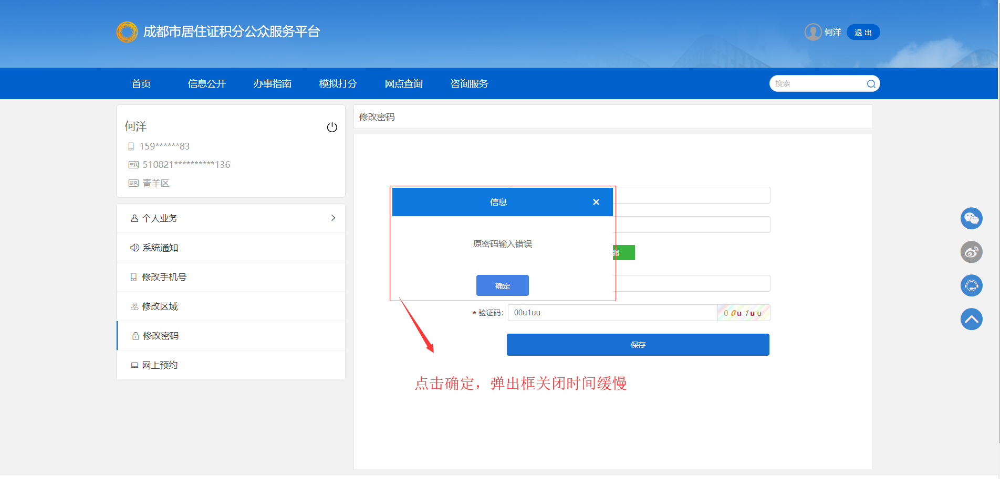 成都市居住证积分公众服务平台
何洋
退 出
首页
信息公开
办事指南
模拟打分
网点查询
咨询服务
搜索
何洋
159******83
510821**********136
青羊区
个人业务
系统通知
修改手机号
修改区域
修改密码
网上预约
修改密码
信息
原密码输入错误
确定
强
* 验证码：
00u1uu
00u1uu
保存
点击确定，弹出框关闭时间缓慢